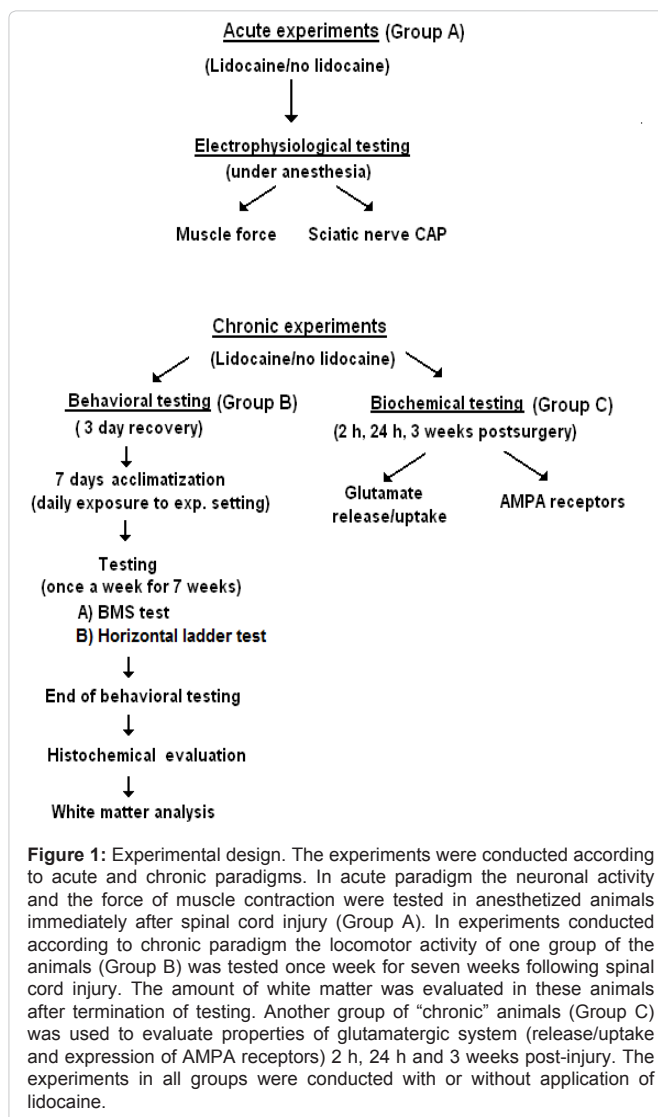 Acute experiments (Group A)
(Lidocaine/no lidocaine)
Electrophysiological testing
(under anesthesia)
Muscle force Sciatic nerve CAP
Chronic experiments
(Lidocaine/no lidocaine)
Behavioral testing (Group B) Biochemical testing (Group C)
( 3 day recovery) (2 h, 24 h, 3 weeks postsurgery)
7 days acclimatization
(daily exposure to exp. setting)
Glutamate
release/uptake
AMPA receptors
Testing
(once a week for 7 weeks)
A) BMS test
B) Horizontal ladder test
End of behavioral testing
Histochemical evaluation
White matter analysis
Figure 1: Experimental design. The experiments were conducted according
to acute and chronic paradigms. In acute paradigm the neuronal activity
and the force of muscle contraction were tested in anesthetized animals
immediately after spinal cord injury (Group A). In experiments conducted
according to chronic paradigm the locomotor activity of one group of the
animals (Group B) was tested once week for seven weeks following spinal
cord injury. The amount of white matter was evaluated in these animals
after termination of testing. Another group of “chronic” animals (Group C)
was used to evaluate properties of glutamatergic system (release/uptake
and expression of AMPA receptors) 2 h, 24 h and 3 weeks post-injury. The
experiments in all groups were conducted with or without application of
lidocaine.